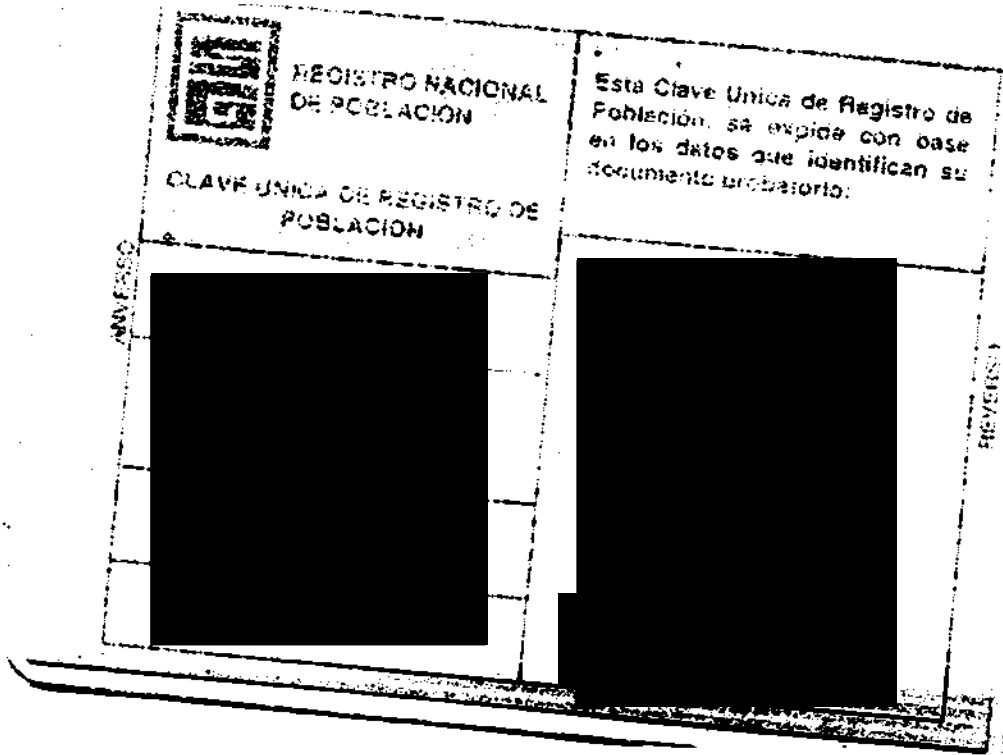 REGISTRO NACIONAL
DE POBLACION
CLAVE UNICA DE REGISTRO DE
POBLACION
ANVERSO
Esta Clave Unica de Registro de
Población, se expide con base
en los datos que identifican su
documento probatorio:
REVERSO